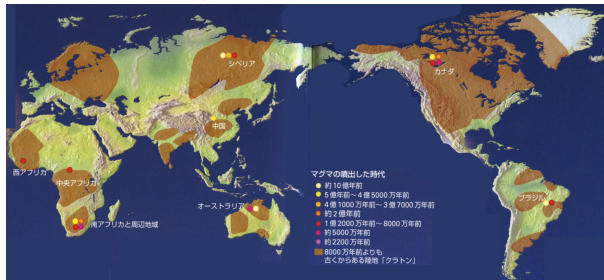 シベリア
カナダ
中国
西アフリカ
中央アフリカ
南アフリカと周辺地域
オーストラリア
ブラジル
マグマの噴出した時代
約10億年前
5億年前〜4億5000万年前
4億1000万年前〜3億7000万年前
約2億年前
1億2000万年前〜8000万年前
約5000万年前
約2200万年前
8000万年前よりも
古くからある陸地「クラトン」